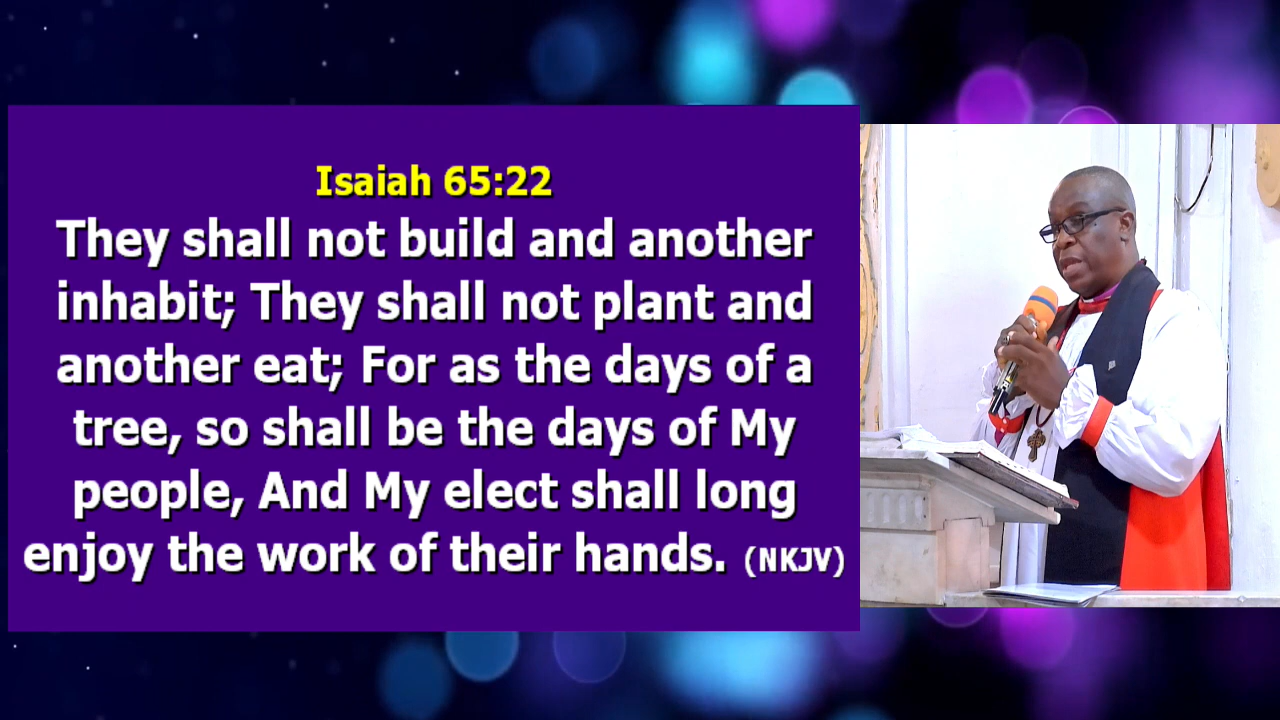 Isaiah 65:22
They shall not build and another
inhabit; They shall not plant and
another eat; For as the days of a
tree, so shall be the days of My
people, And My elect shall long
enjoy the work of their hands. (NKJV)